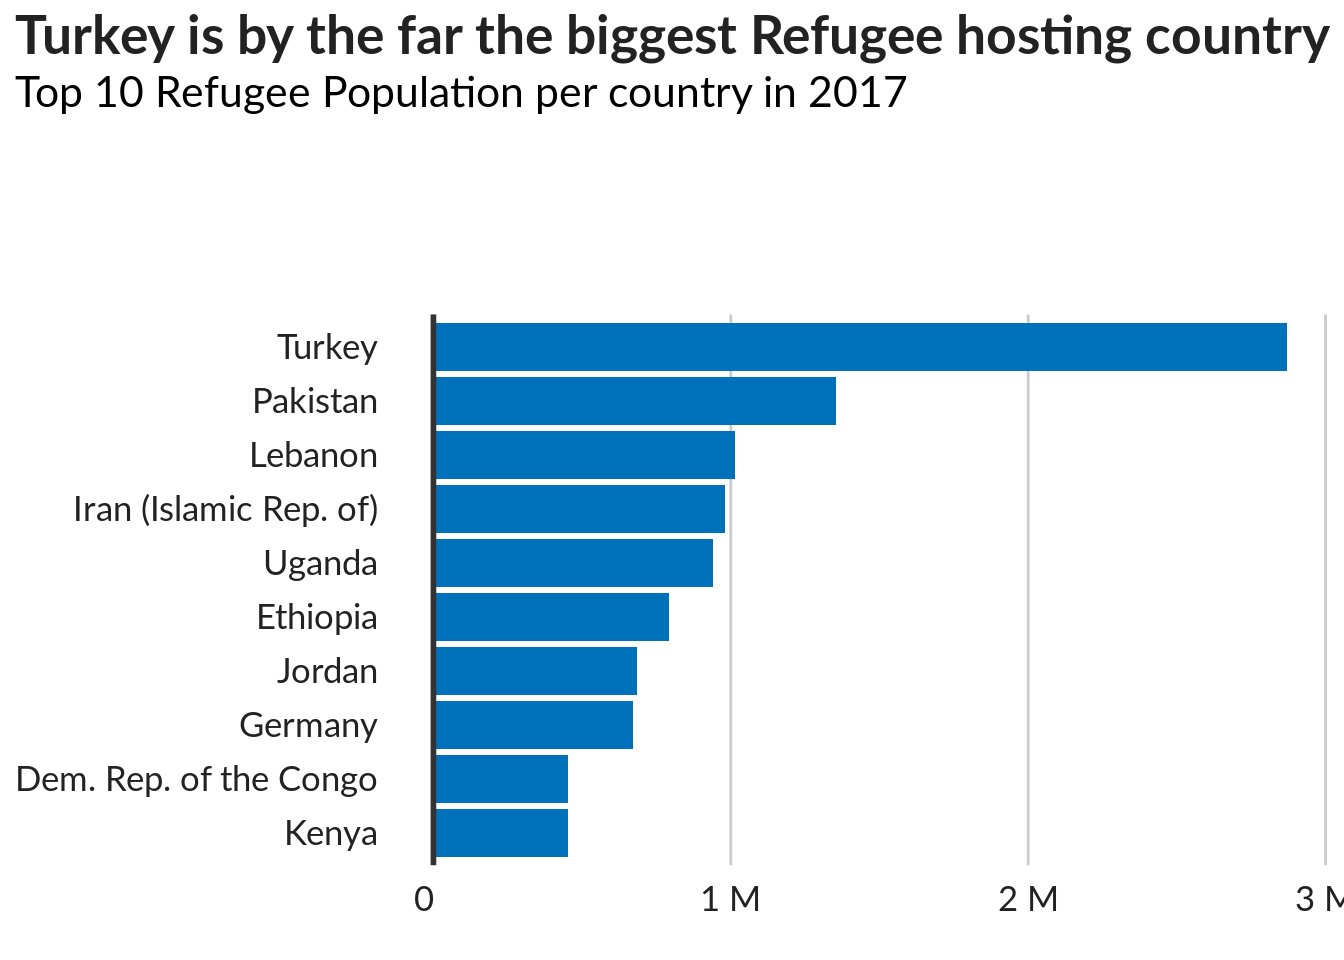 Turkey is by the far the biggest Refugee hosting country
Top 10 Refugee Population per country in 2017
Turkey
Pakistan
Lebanon
Iran (Islamic Rep. of)
Uganda
Ethiopia
Jordan
Germany
Dem. Rep. of the Congo
Kenya
0 1 M 2 M 3 M